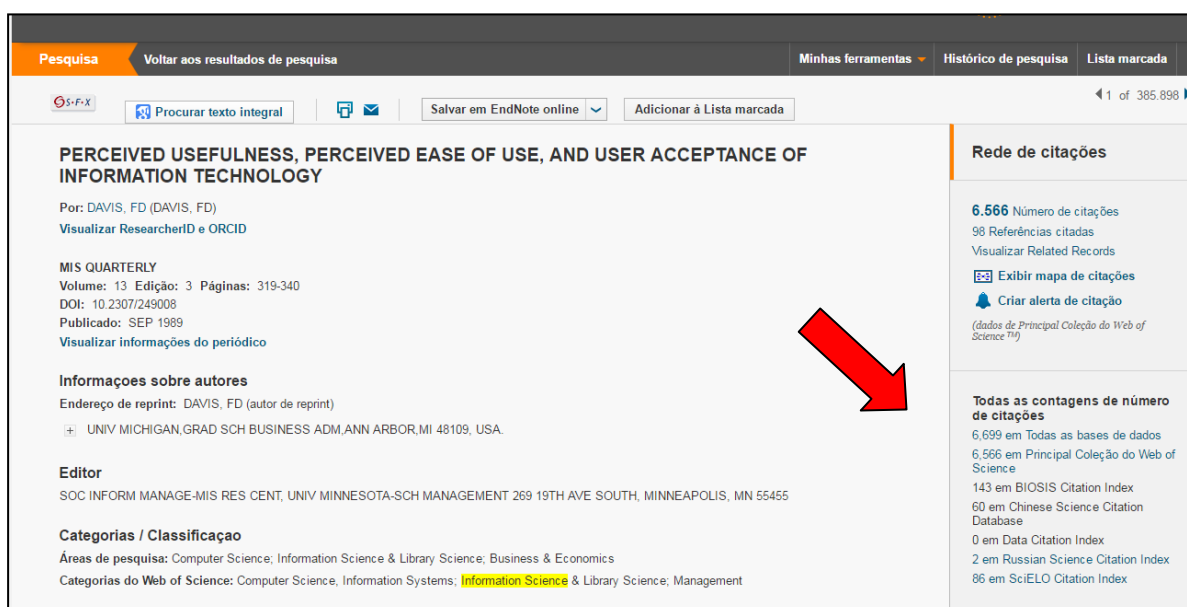 Pesquisa
Voltar aos resultados de pesquisa
Minhas ferramentas
Histórico de pesquisa
Lista marcada
S·F·X
Procurar texto integral
Salvar em EndNote online
Adicionar à Lista marcada
1 of 385.898
PERCEIVED USEFULNESS, PERCEIVED EASE OF USE, AND USER ACCEPTANCE OF
INFORMATION TECHNOLOGY
Por: DAVIS, FD (DAVIS, FD)
Visualizar ResearcherID e ORCID
MIS QUARTERLY
Volume: 13 Edição: 3 Páginas: 319-340
DOI: 10.2307/249008
Publicado: SEP 1989
Visualizar informações do periódico
Informaçoes sobre autores
Endereço de reprint: DAVIS, FD (autor de reprint)
+ UNIV MICHIGAN,GRAD SCH BUSINESS ADM,ANN ARBOR,MI 48109, USA.
Editor
SOC INFORM MANAGE-MIS RES CENT, UNIV MINNESOTA-SCH MANAGEMENT 269 19TH AVE SOUTH, MINNEAPOLIS, MN 55455
Categorias / Classificaçao
Áreas de pesquisa: Computer Science; Information Science & Library Science; Business & Economics
Categorias do Web of Science: Computer Science, Information Systems; Information Science & Library Science; Management
Rede de citações
6.566 Número de citações
98 Referências citadas
Visualizar Related Records
Exibir mapa de citações
Criar alerta de citação
(dados de Principal Coleção do Web of
Science ™)
Todas as contagens de número
de citações
6,699 em Todas as bases de dados
6,566 em Principal Coleção do Web of
Science
143 em BIOSIS Citation Index
60 em Chinese Science Citation
Database
0 em Data Citation Index
2 em Russian Science Citation Index
86 em SciELO Citation Index